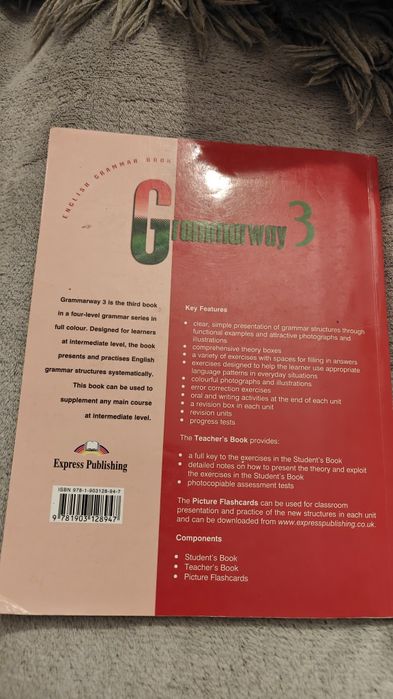 ENGLISH GRAMMAR BOOK
Grammarway 3
Grammarway 3 is the third book
in a four-level grammar series in
full colour. Designed for learners
at intermediate level, the book
presents and practises English
grammar structures systematically.
This book can be used to
supplement any main course
at intermediate level.
Express Publishing
ISBN 978-1-903128-94-7
9 781903 128947
Key Features
• clear, simple presentation of grammar structures through
functional examples and attractive photographs and
illustrations
• comprehensive theory boxes
• a variety of exercises with spaces for filling in answers
• exercises designed to help the learner use appropriate
language patterns in everyday situations
• colourful photographs and illustrations
• error correction exercises
• oral and writing activities at the end of each unit
• a revision box in each unit
• revision units
• progress tests
The Teacher's Book provides:
• a full key to the exercises in the Student's Book
• detailed notes on how to present the theory and exploit
the exercises in the Student's Book
• photocopiable assessment tests
The Picture Flashcards can be used for classroom
presentation and practice of the new structures in each unit
and can be downloaded from www.expresspublishing.co.uk.
Components
• Student's Book
• Teacher's Book
• Picture Flashcards